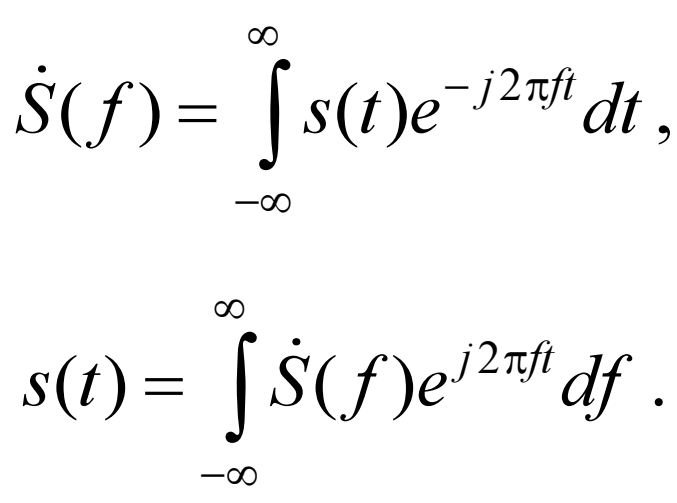 Ṡ(f) = ∫_{−∞}^{∞} s(t)e^{−j2πft} dt ,
s(t) = ∫_{−∞}^{∞} Ṡ(f)e^{j2πft} df .